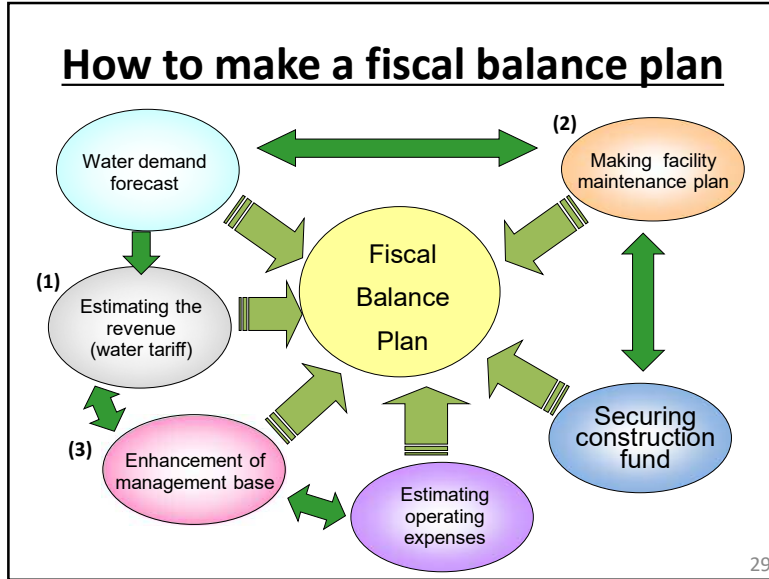 How to make a fiscal balance plan
Water demand
forecast
(2)
Making facility
maintenance plan
Fiscal
Balance
Plan
(1)
Estimating the
revenue
(water tariff)
(3)
Enhancement of
management base
Estimating
operating
expenses
Securing
construction
fund
29